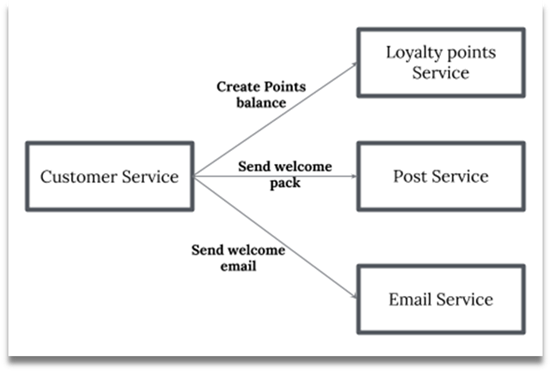 Loyalty points
Service
Create Points
balance
Customer Service
Send welcome
pack
Post Service
Send welcome
email
Email Service